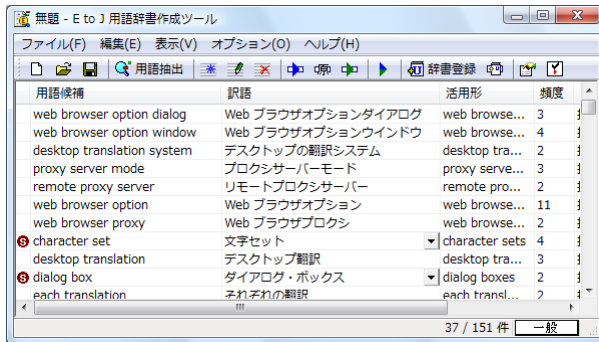 無題 - E to J 用語辞書作成ツール
ファイル(F) 編集(E) 表示(V) オプション(O) ヘルプ(H)
用語抽出 辞書登録
用語候補 訳語 活用形 頻度
web browser option dialog Web ブラウザオプションダイアログ web browse... 3
web browser option window Web ブラウザオプションウインドウ web browse... 4
desktop translation system デスクトップの翻訳システム desktop tra... 2
proxy server mode プロクシサーバーモード proxy serve... 3
remote proxy server リモートプロクシサーバー remote pro... 2
web browser option Web ブラウザオプション web browse... 11
web browser proxy Web ブラウザプロクシ web browse... 2
S character set 文字セット character sets 4
desktop translation デスクトップ翻訳 desktop tra... 3
S dialog box ダイアログ・ボックス dialog boxes 2
each translation それぞれの翻訳 each transl... 2
37 / 151 件 一般